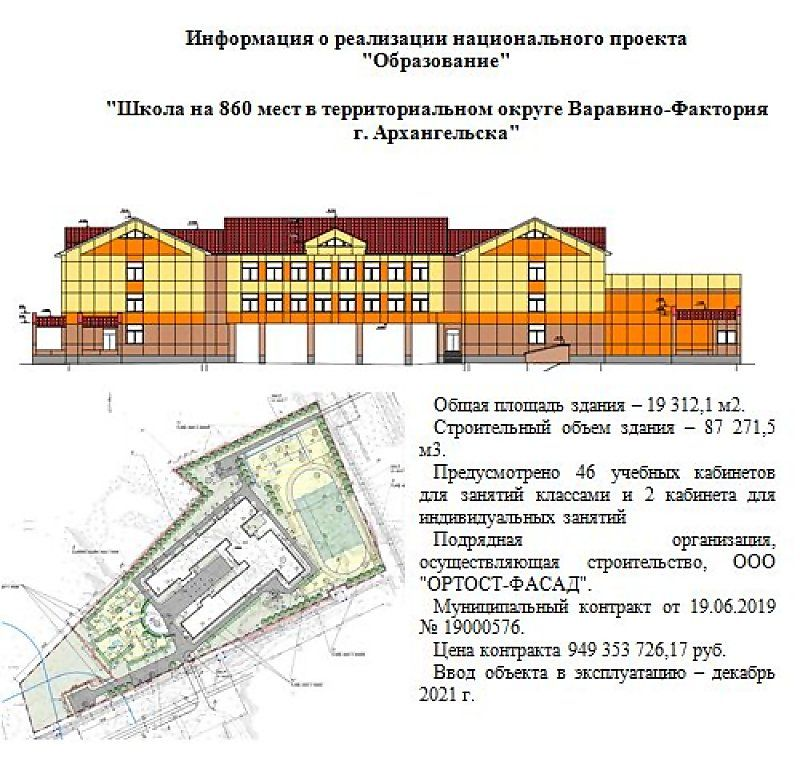 Информация о реализации национального проекта
"Образование"
"Школа на 860 мест в территориальном округе Варавино-Фактория
г. Архангельска"
Общая площадь здания – 19 312,1 м2.
Строительный объем здания – 87 271,5
м3.
Предусмотрено 46 учебных кабинетов
для занятий классами и 2 кабинета для
индивидуальных занятий
Подрядная организация,
осуществляющая строительство, ООО
"ОРТОСТ-ФАСАД".
Муниципальный контракт от 19.06.2019
№ 19000576.
Цена контракта 949 353 726,17 руб.
Ввод объекта в эксплуатацию – декабрь
2021 г.